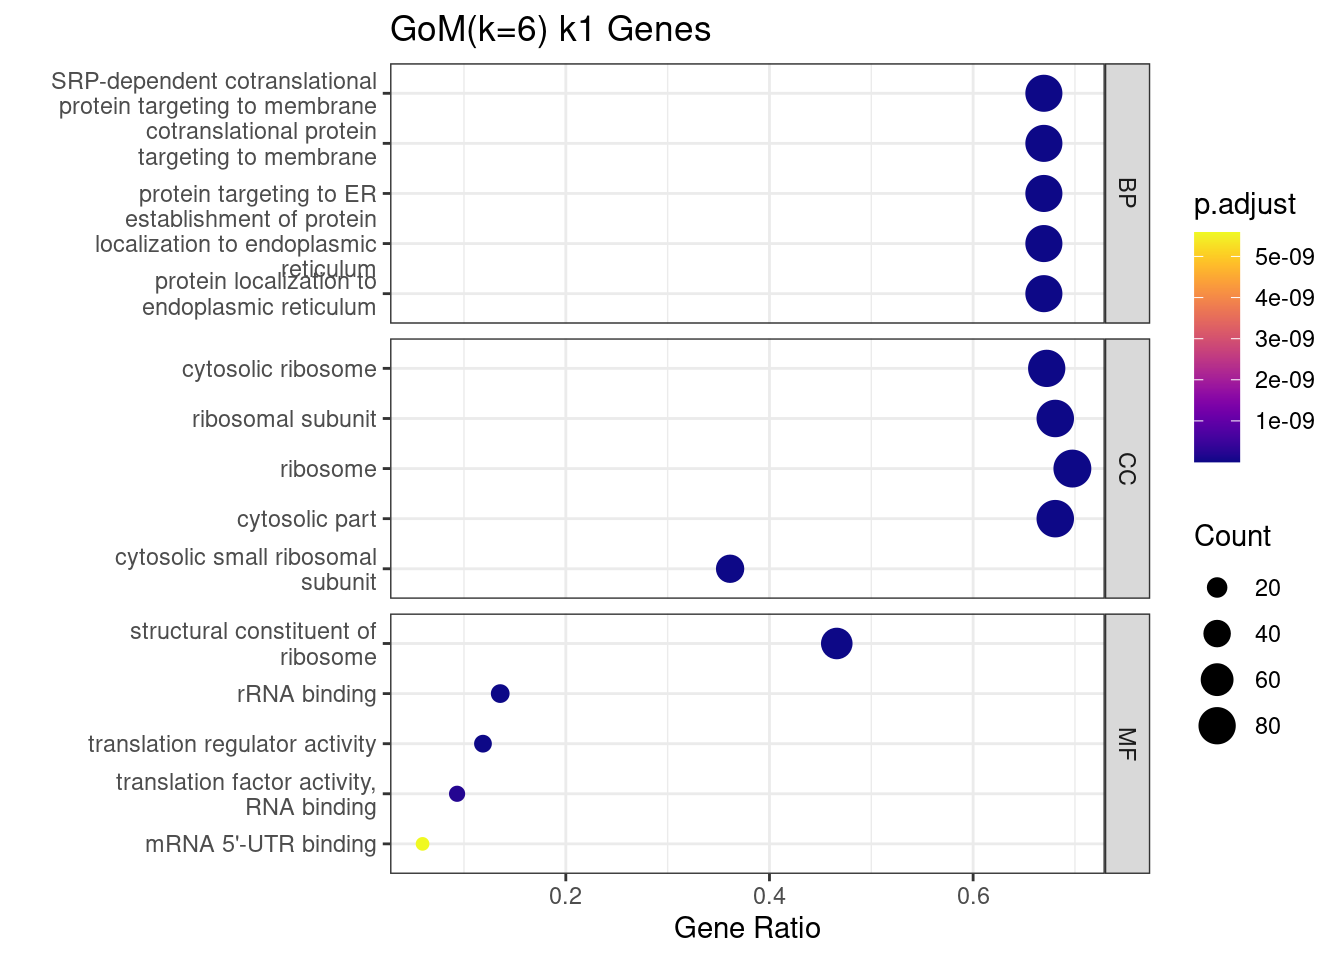 GoM(k=6) k1 Genes
SRP-dependent cotranslational
protein targeting to membrane
cotranslational protein
targeting to membrane
protein targeting to ER
establishment of protein
localization to endoplasmic
reticulum
protein localization to
endoplasmic reticulum
BP
cytosolic ribosome
ribosomal subunit
ribosome
cytosolic part
cytosolic small ribosomal
subunit
CC
structural constituent of
ribosome
rRNA binding
translation regulator activity
translation factor activity,
RNA binding
mRNA 5'-UTR binding
MF
0.2
0.4
0.6
Gene Ratio
p.adjust
5e-09
4e-09
3e-09
2e-09
1e-09
Count
20
40
60
80